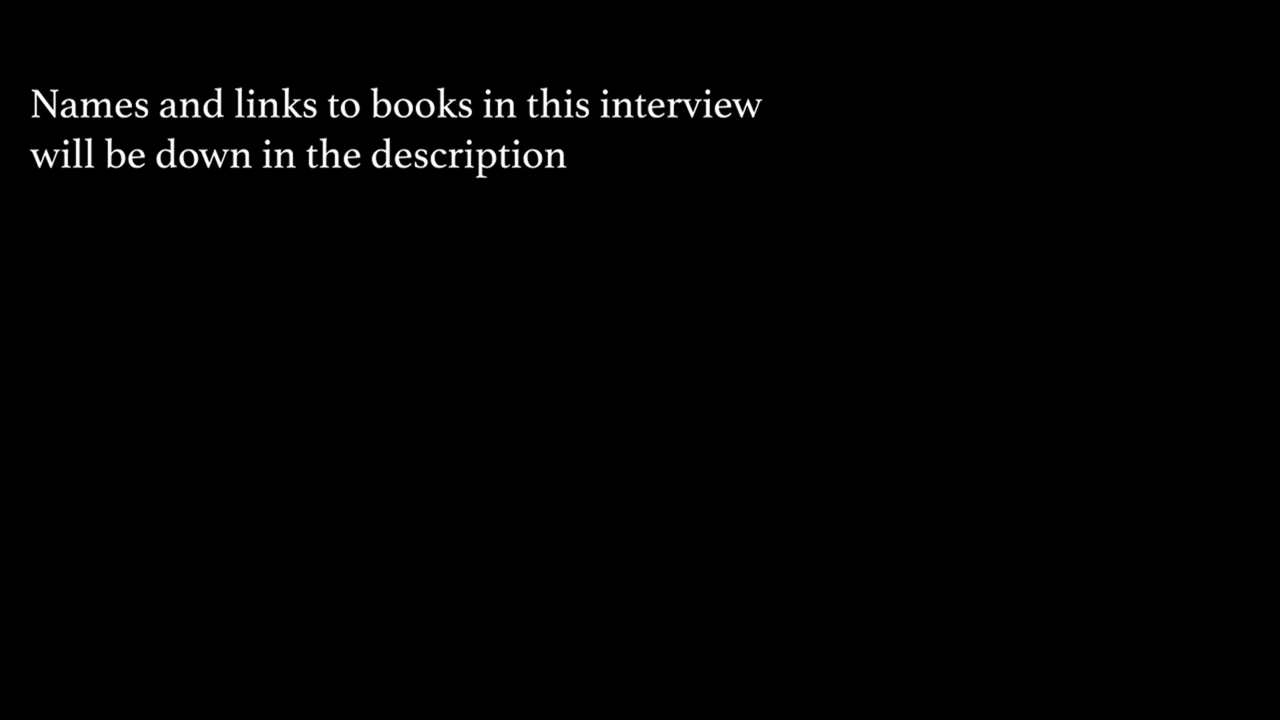 Names and links to books in this interview
will be down in the description